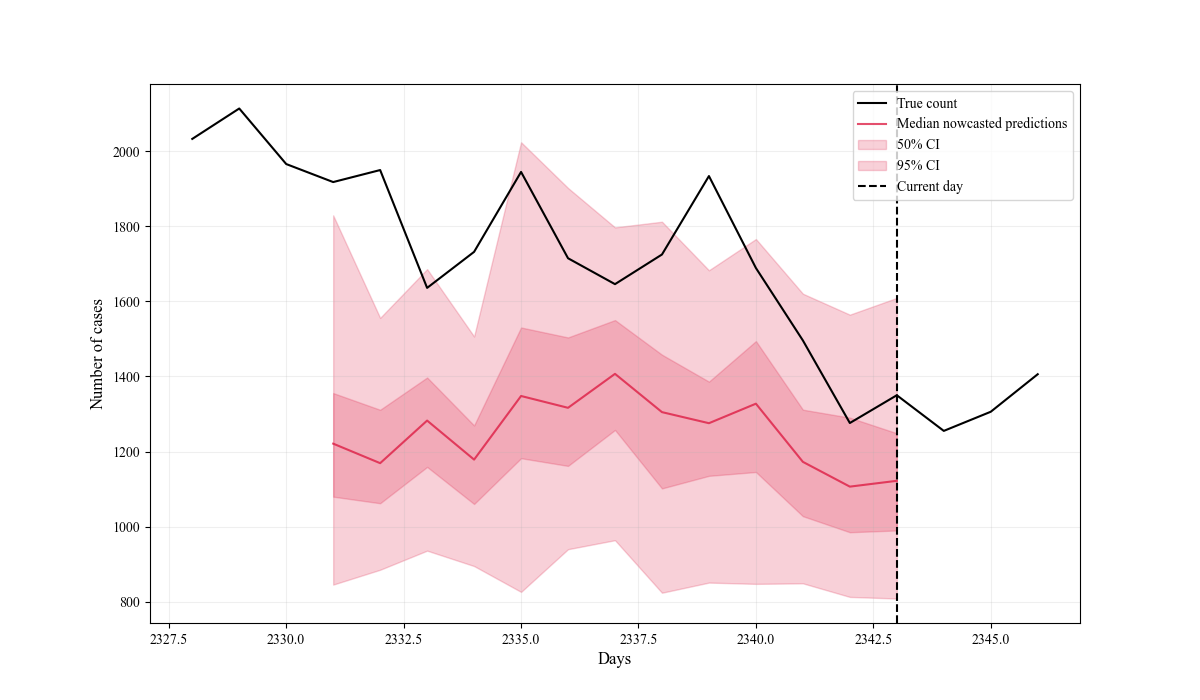 True count
Median nowcasted predictions
50% CI
95% CI
Current day
Number of cases
2000
1800
1600
1400
1200
1000
800
2327.5 2330.0 2332.5 2335.0 2337.5 2340.0 2342.5 2345.0
Days